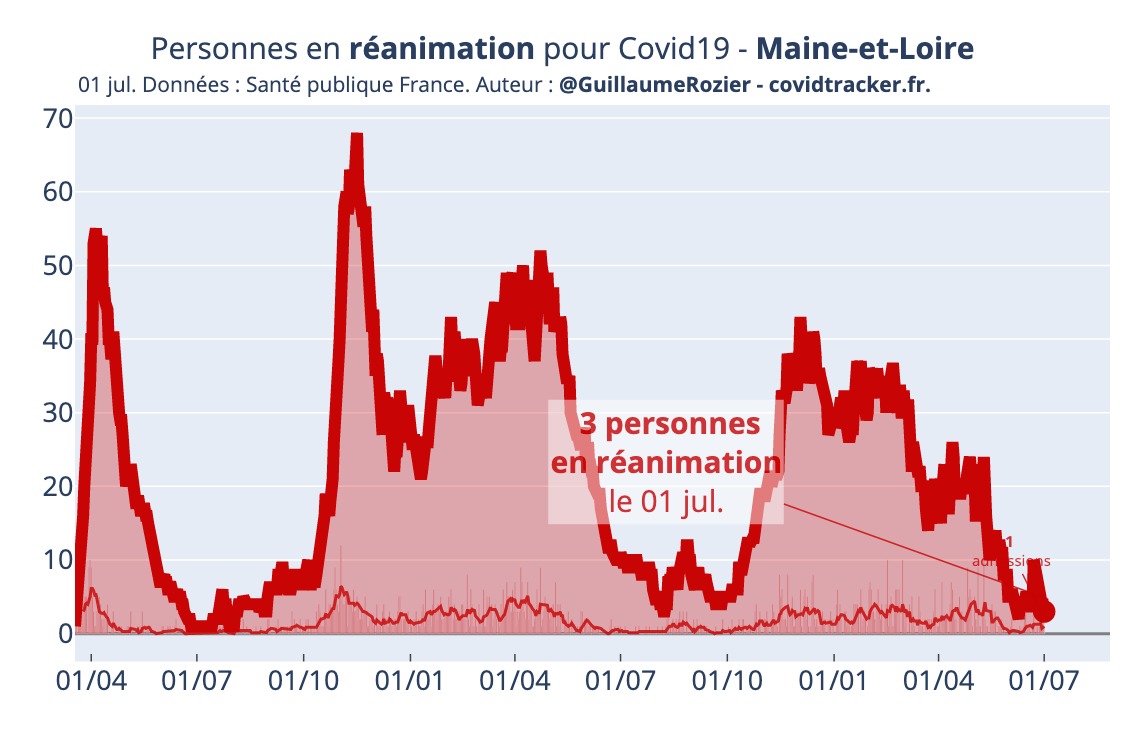 Personnes en réanimation pour Covid19 - Maine-et-Loire
01 jul. Données : Santé publique France. Auteur : @GuillaumeRozier - covidtracker.fr.
70
60
50
40
30
20
10
0
3 personnes
en réanimation
le 01 jul.
1
admissions
01/04 01/07 01/10 01/01 01/04 01/07 01/10 01/01 01/04 01/07